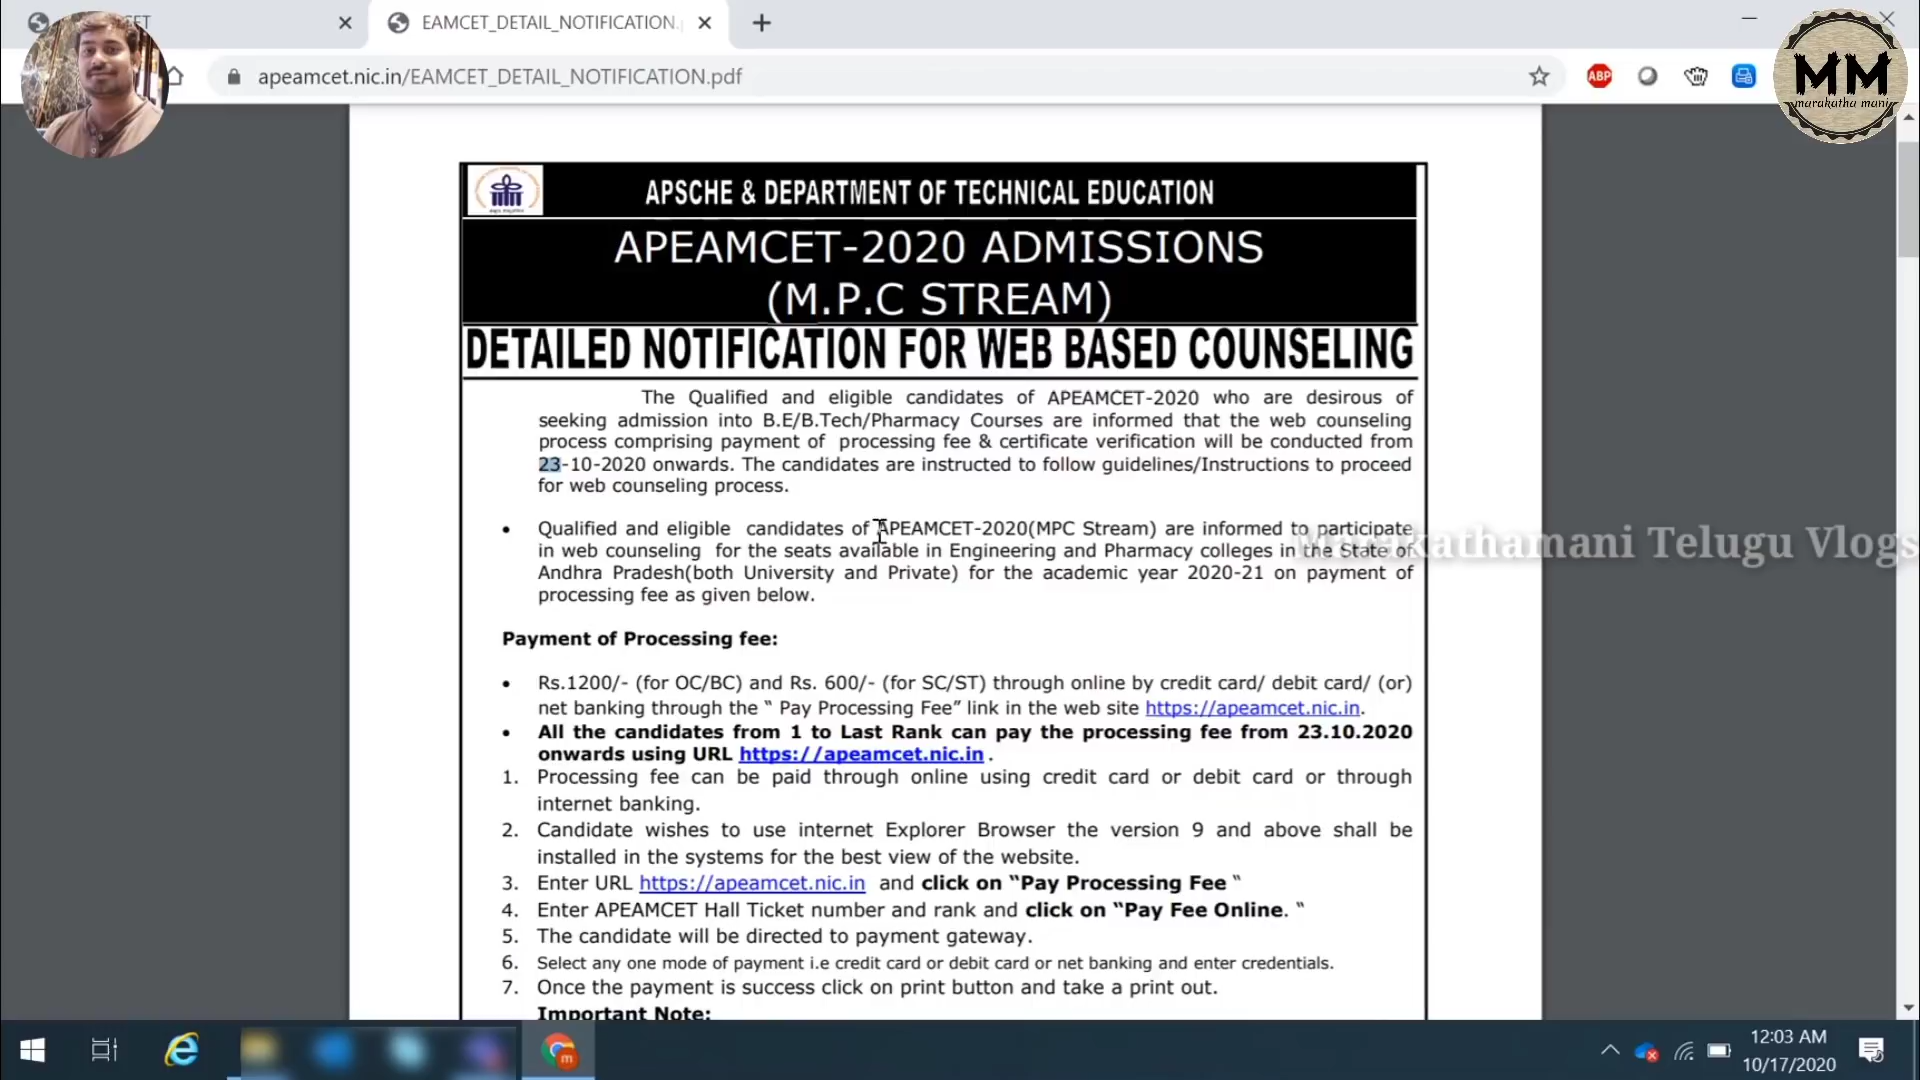 EAMCET_DETAIL_NOTIFICATION.
apeamcet.nic.in/EAMCET_DETAIL_NOTIFICATION.pdf
ABP
MM
marakatha mani
APSCHE & DEPARTMENT OF TECHNICAL EDUCATION
APEAMCET-2020 ADMISSIONS
(M.P.C STREAM)
DETAILED NOTIFICATION FOR WEB BASED COUNSELING
The Qualified and eligible candidates of APEAMCET-2020 who are desirous of
seeking admission into B.E/B.Tech/Pharmacy Courses are informed that the web counseling
process comprising payment of processing fee & certificate verification will be conducted from
23-10-2020 onwards. The candidates are instructed to follow guidelines/Instructions to proceed
for web counseling process.
• Qualified and eligible candidates of APEAMCET-2020(MPC Stream) are informed to participate
in web counseling for the seats available in Engineering and Pharmacy colleges in the State of
Marakathamani Telugu Vlogs
Andhra Pradesh(both University and Private) for the academic year 2020-21 on payment of
processing fee as given below.
Payment of Processing fee:
• Rs.1200/- (for OC/BC) and Rs. 600/- (for SC/ST) through online by credit card/ debit card/ (or)
net banking through the “ Pay Processing Fee” link in the web site https://apeamcet.nic.in.
• All the candidates from 1 to Last Rank can pay the processing fee from 23.10.2020
onwards using URL https://apeamcet.nic.in .
1. Processing fee can be paid through online using credit card or debit card or through
internet banking.
2. Candidate wishes to use internet Explorer Browser the version 9 and above shall be
installed in the systems for the best view of the website.
3. Enter URL https://apeamcet.nic.in and click on “Pay Processing Fee “
4. Enter APEAMCET Hall Ticket number and rank and click on “Pay Fee Online. “
5. The candidate will be directed to payment gateway.
6. Select any one mode of payment i.e credit card or debit card or net banking and enter credentials.
7. Once the payment is success click on print button and take a print out.
Important Note:
m
12:03 AM
10/17/2020